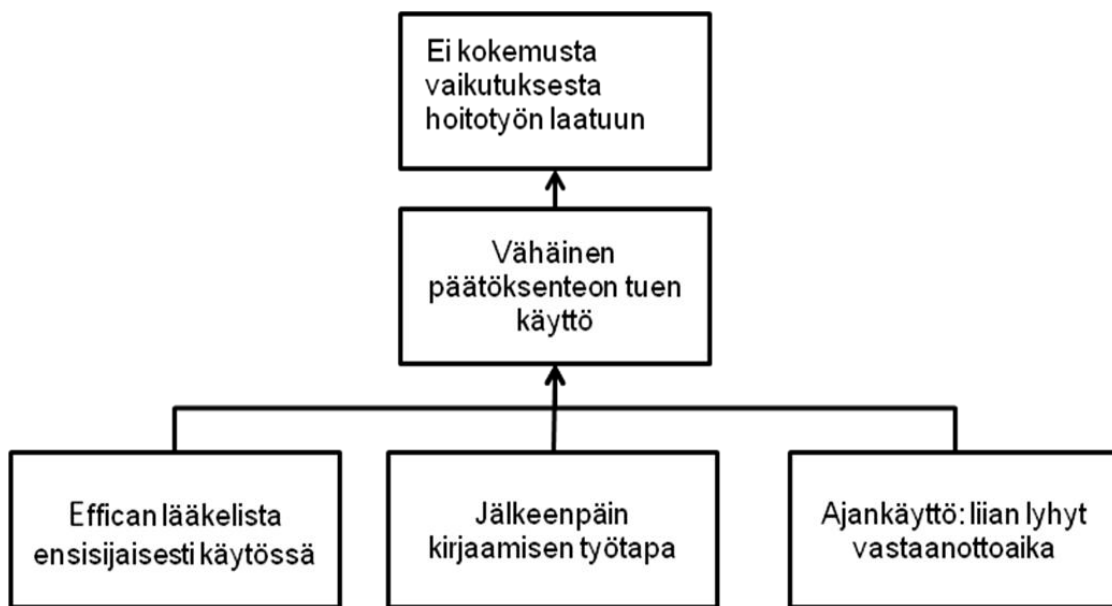 Ei kokemusta
vaikutuksesta
hoitotyön laatuun
Vähäinen
päätöksenteon tuen
käyttö
Effican lääkelista
ensisijaisesti käytössä
Jälkeenpäin
kirjaamisen työtapa
Ajankäyttö: liian lyhyt
vastaanottoaika